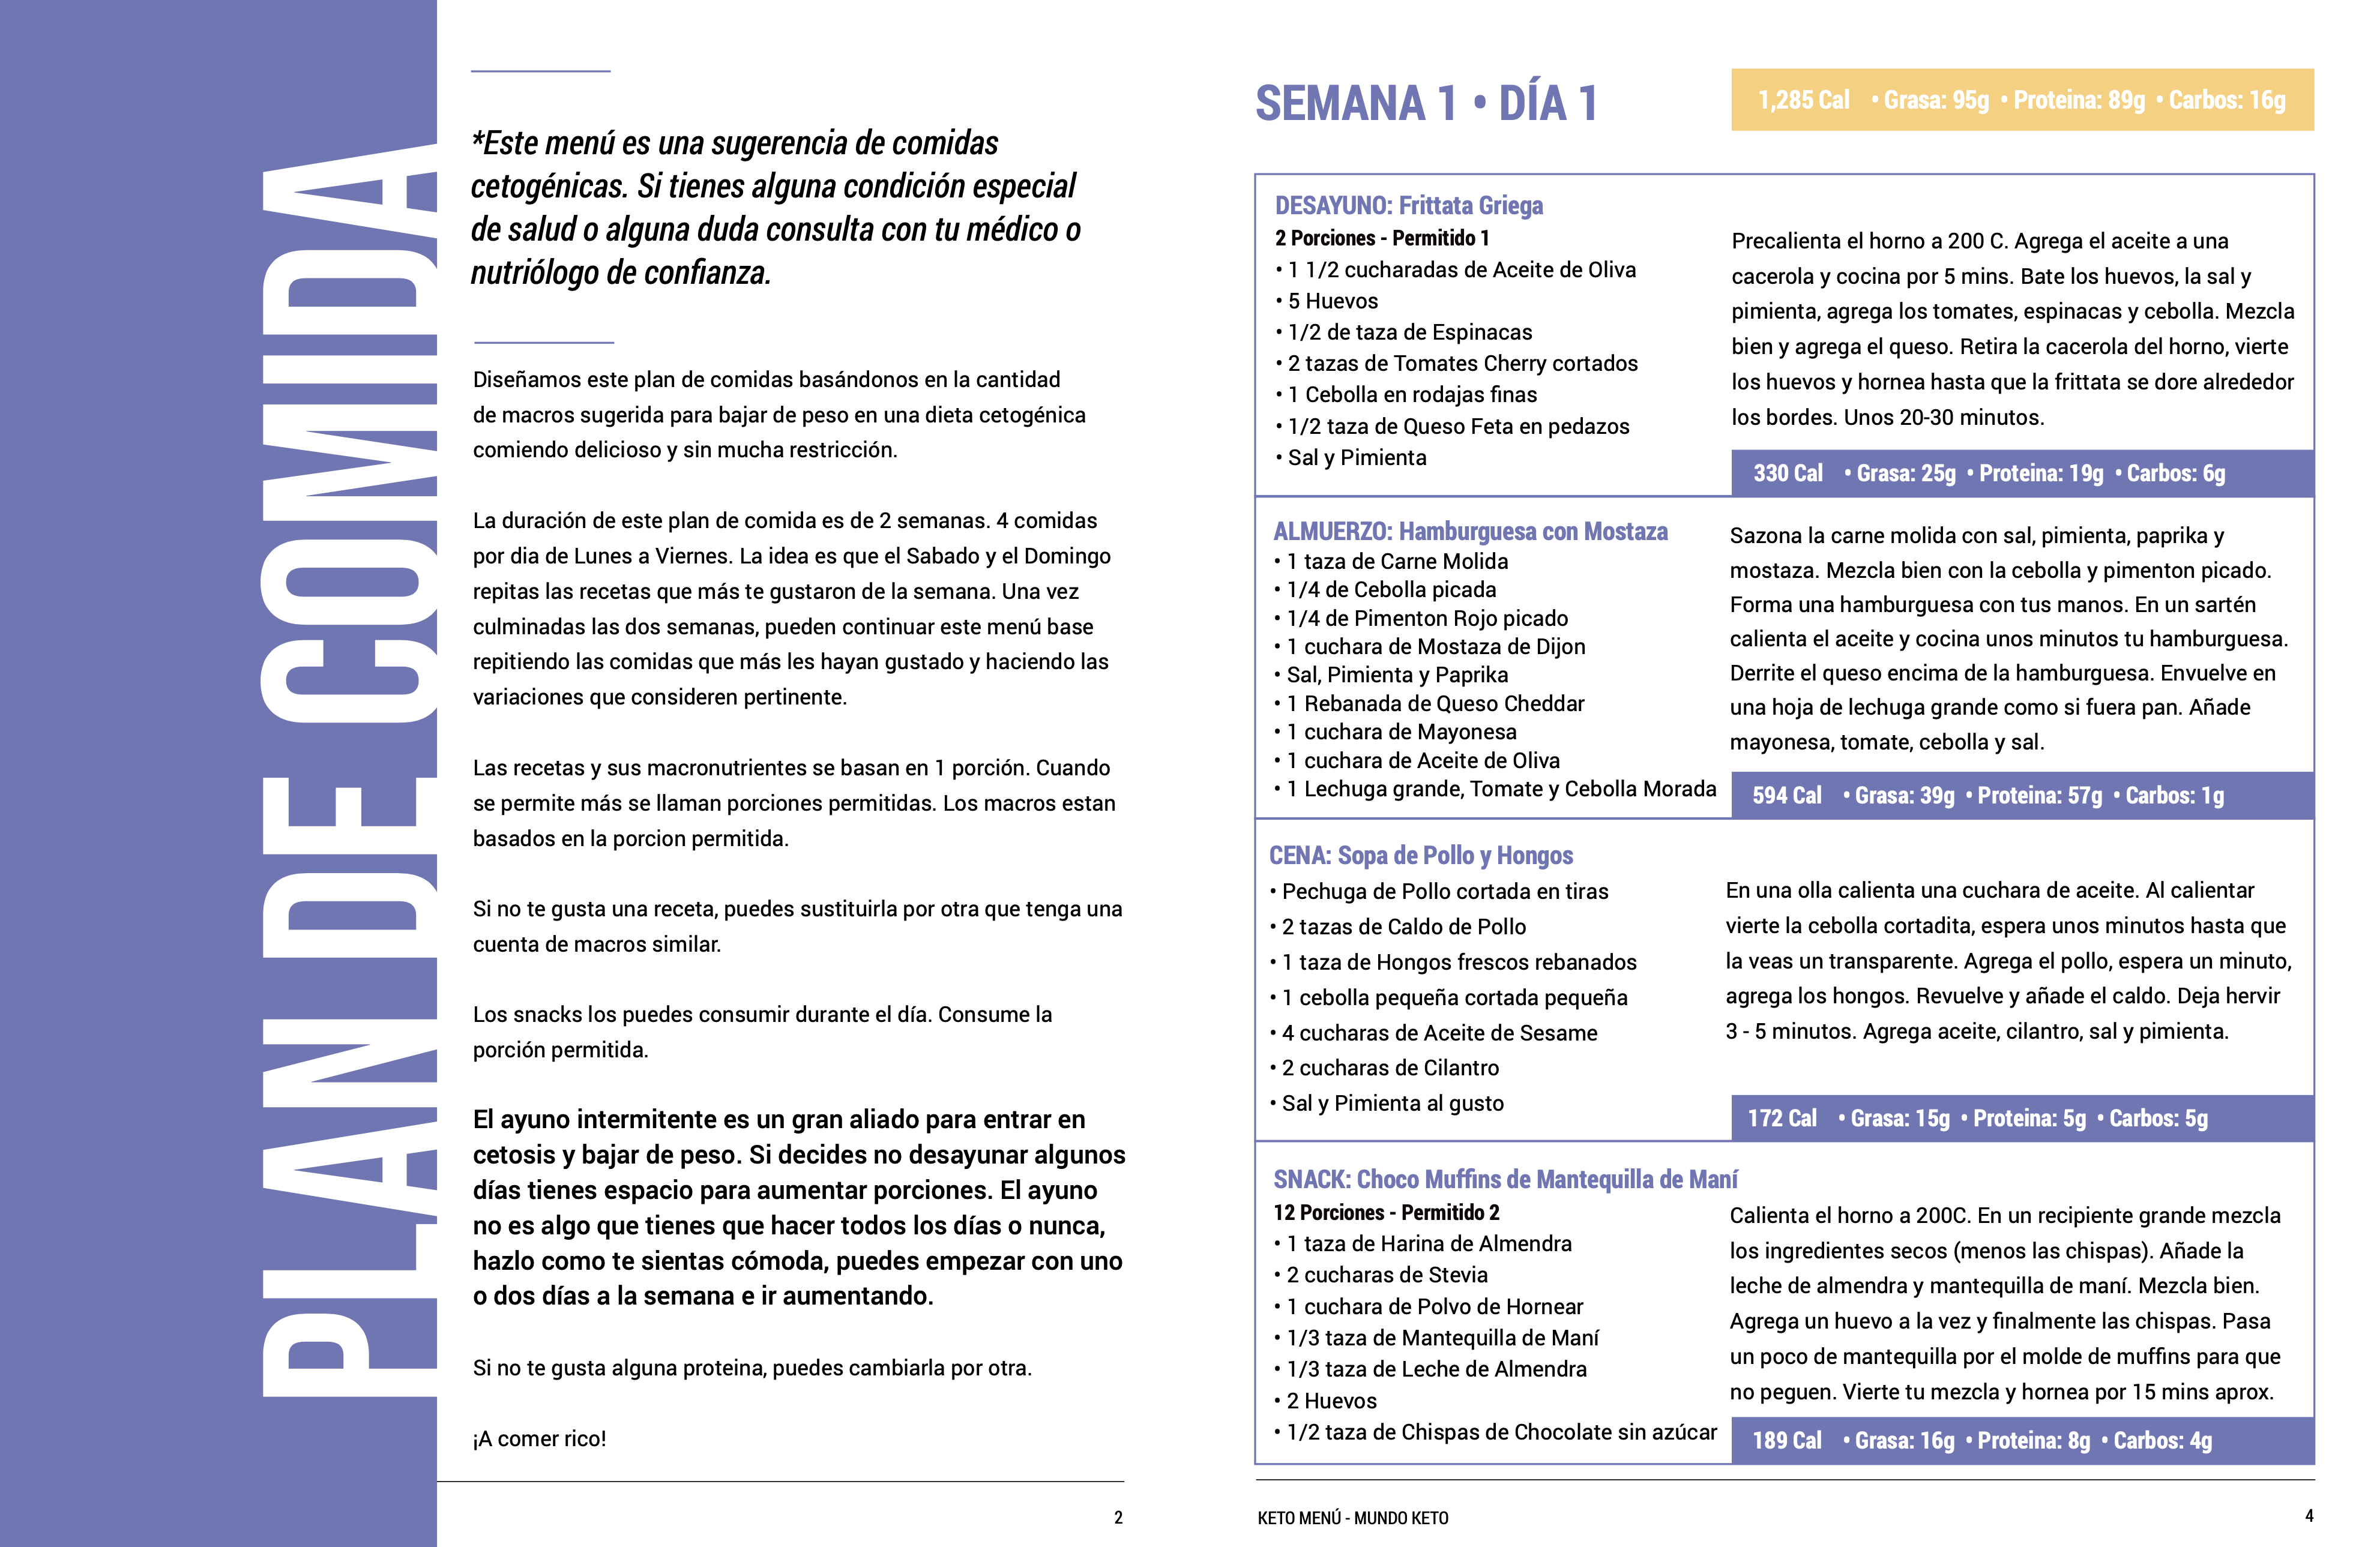 PLAN DE COMIDA
*Este menú es una sugerencia de comidas
cetogénicas. Si tienes alguna condición especial
de salud o alguna duda consulta con tu médico o
nutriólogo de confianza.
Diseñamos este plan de comidas basándonos en la cantidad
de macros sugerida para bajar de peso en una dieta cetogénica
comiendo delicioso y sin mucha restricción.
La duración de este plan de comida es de 2 semanas. 4 comidas
por dia de Lunes a Viernes. La idea es que el Sabado y el Domingo
repitas las recetas que más te gustaron de la semana. Una vez
culminadas las dos semanas, pueden continuar este menú base
repitiendo las comidas que más les hayan gustado y haciendo las
variaciones que consideren pertinente.
Las recetas y sus macronutrientes se basan en 1 porción. Cuando
se permite más se llaman porciones permitidas. Los macros estan
basados en la porcion permitida.
Si no te gusta una receta, puedes sustituirla por otra que tenga una
cuenta de macros similar.
Los snacks los puedes consumir durante el día. Consume la
porción permitida.
El ayuno intermitente es un gran aliado para entrar en
cetosis y bajar de peso. Si decides no desayunar algunos
días tienes espacio para aumentar porciones. El ayuno
no es algo que tienes que hacer todos los días o nunca,
hazlo como te sientas cómoda, puedes empezar con uno
o dos días a la semana e ir aumentando.
Si no te gusta alguna proteina, puedes cambiarla por otra.
¡A comer rico!
2
SEMANA 1 • DÍA 1
1,285 Cal • Grasa: 95g • Proteina: 89g • Carbos: 16g
DESAYUNO: Frittata Griega
2 Porciones - Permitido 1
• 1 1/2 cucharadas de Aceite de Oliva
• 5 Huevos
• 1/2 de taza de Espinacas
• 2 tazas de Tomates Cherry cortados
• 1 Cebolla en rodajas finas
• 1/2 taza de Queso Feta en pedazos
• Sal y Pimienta
Precalienta el horno a 200 C. Agrega el aceite a una
cacerola y cocina por 5 mins. Bate los huevos, la sal y
pimienta, agrega los tomates, espinacas y cebolla. Mezcla
bien y agrega el queso. Retira la cacerola del horno, vierte
los huevos y hornea hasta que la frittata se dore alrededor
los bordes. Unos 20-30 minutos.
330 Cal • Grasa: 25g • Proteina: 19g • Carbos: 6g
ALMUERZO: Hamburguesa con Mostaza
• 1 taza de Carne Molida
• 1/4 de Cebolla picada
• 1/4 de Pimenton Rojo picado
• 1 cuchara de Mostaza de Dijon
• Sal, Pimienta y Paprika
• 1 Rebanada de Queso Cheddar
• 1 cuchara de Mayonesa
• 1 cuchara de Aceite de Oliva
• 1 Lechuga grande, Tomate y Cebolla Morada
Sazona la carne molida con sal, pimienta, paprika y
mostaza. Mezcla bien con la cebolla y pimenton picado.
Forma una hamburguesa con tus manos. En un sartén
calienta el aceite y cocina unos minutos tu hamburguesa.
Derrite el queso encima de la hamburguesa. Envuelve en
una hoja de lechuga grande como si fuera pan. Añade
mayonesa, tomate, cebolla y sal.
594 Cal • Grasa: 39g • Proteina: 57g • Carbos: 1g
CENA: Sopa de Pollo y Hongos
• Pechuga de Pollo cortada en tiras
• 2 tazas de Caldo de Pollo
• 1 taza de Hongos frescos rebanados
• 1 cebolla pequeña cortada pequeña
• 4 cucharas de Aceite de Sesame
• 2 cucharas de Cilantro
• Sal y Pimienta al gusto
En una olla calienta una cuchara de aceite. Al calientar
vierte la cebolla cortadita, espera unos minutos hasta que
la veas un transparente. Agrega el pollo, espera un minuto,
agrega los hongos. Revuelve y añade el caldo. Deja hervir
3 - 5 minutos. Agrega aceite, cilantro, sal y pimienta.
172 Cal • Grasa: 15g • Proteina: 5g • Carbos: 5g
SNACK: Choco Muffins de Mantequilla de Maní
12 Porciones - Permitido 2
• 1 taza de Harina de Almendra
• 2 cucharas de Stevia
• 1 cuchara de Polvo de Hornear
• 1/3 taza de Mantequilla de Maní
• 1/3 taza de Leche de Almendra
• 2 Huevos
• 1/2 taza de Chispas de Chocolate sin azúcar
Calienta el horno a 200C. En un recipiente grande mezcla
los ingredientes secos (menos las chispas). Añade la
leche de almendra y mantequilla de maní. Mezcla bien.
Agrega un huevo a la vez y finalmente las chispas. Pasa
un poco de mantequilla por el molde de muffins para que
no peguen. Vierte tu mezcla y hornea por 15 mins aprox.
189 Cal • Grasa: 16g • Proteina: 8g • Carbos: 4g
KETO MENÚ - MUNDO KETO
4